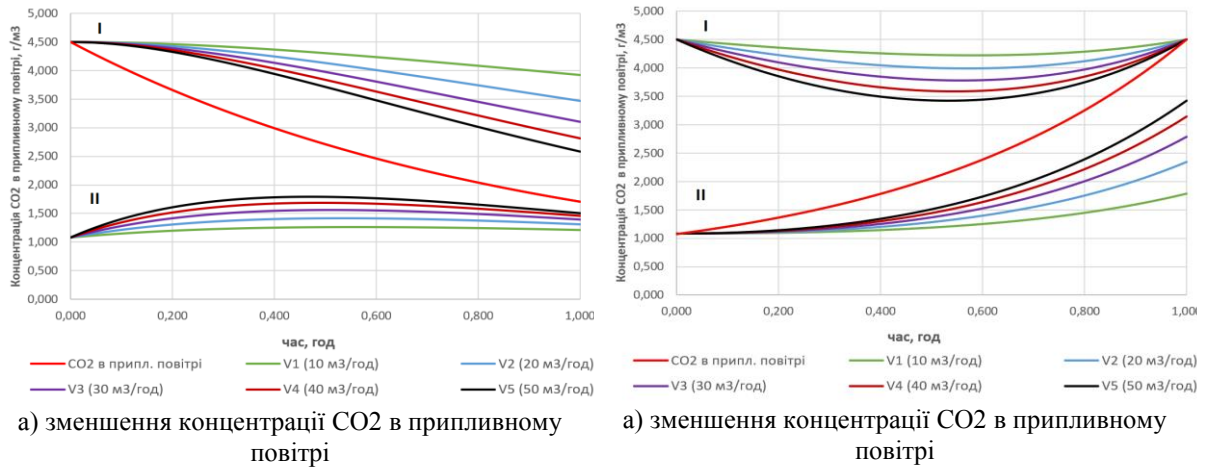 Концентрація СО2 в припливному повітрі, г/м3
5,000
4,500
4,000
3,500
3,000
2,500
2,000
1,500
1,000
0,500
0,000
I
II
0,000 0,200 0,400 0,600 0,800 1,000
час, год
СО2 в припл. повітрі V1 (10 м3/год) V2 (20 м3/год)
V3 (30 м3/год) V4 (40 м3/год) V5 (50 м3/год)
а) зменшення концентрації СО2 в припливному
повітрі
Концентрація СО2 в припливному повітрі, г/м3
5,000
4,500
4,000
3,500
3,000
2,500
2,000
1,500
1,000
0,500
0,000
I
II
0,000 0,200 0,400 0,600 0,800 1,000
час, год
СО2 в припл. повітрі V1 (10 м3/год) V2 (20 м3/год)
V3 (30 м3/год) V4 (40 м3/год) V5 (50 м3/год)
а) зменшення концентрації СО2 в припливному
повітрі